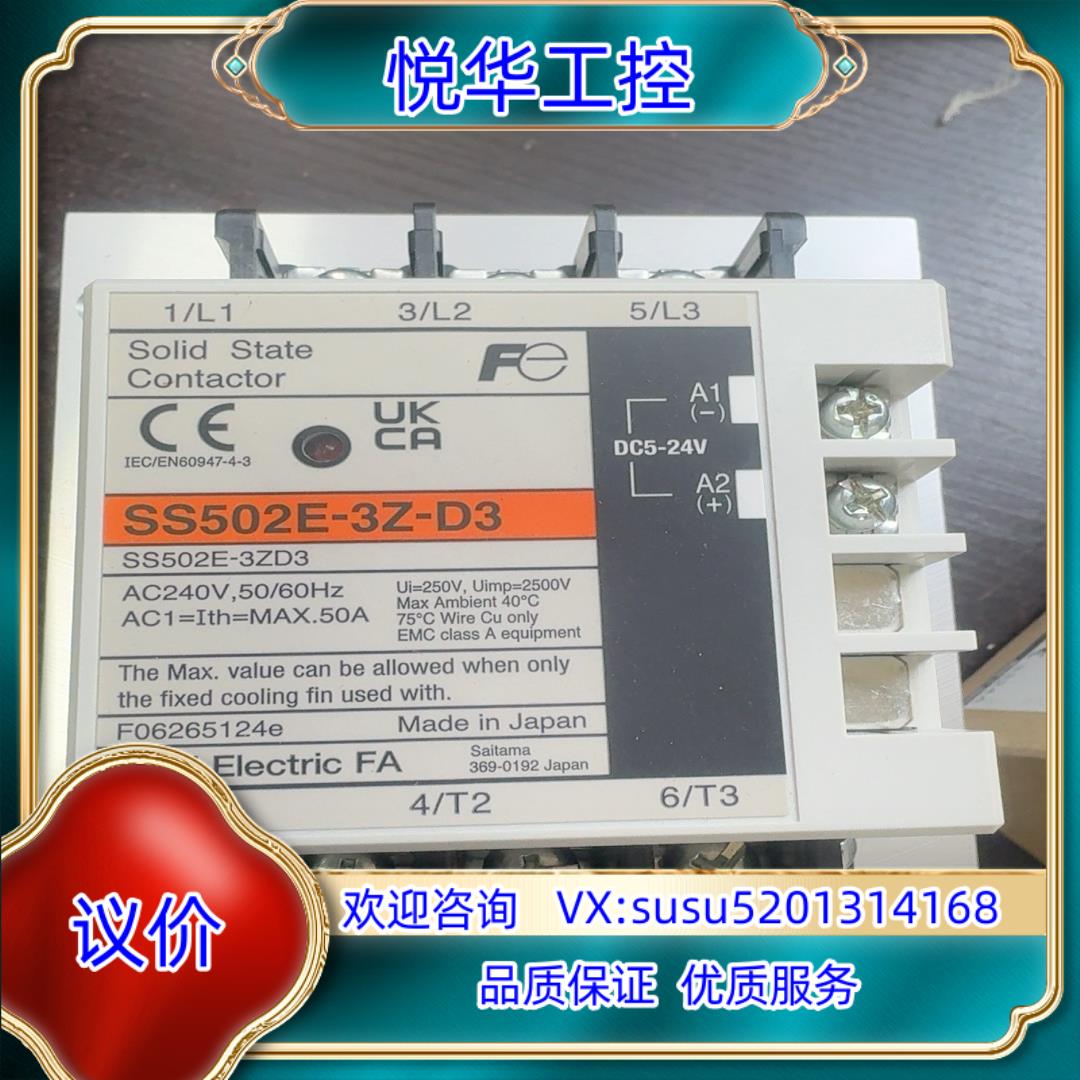 悦华工控
1/L1 3/L2 5/L3
Solid State
Contactor
Fe
CE
UK
CA
IEC/EN60947-4-3
A1
(-)
DC5-24V
A2
(+)
SS502E-3Z-D3
SS502E-3ZD3
AC240V,50/60Hz
AC1=Ith=MAX.50A
Ui=250V, Uimp=2500V
Max Ambient 40°C
75°C Wire Cu only
EMC class A equipment
The Max. value can be allowed when only
the fixed cooling fin used with.
F06265124e Made in Japan
Electric FA
Saitama
369-0192 Japan
4/T2 6/T3
议价
欢迎咨询 VX:susu5201314168
品质保证 优质服务